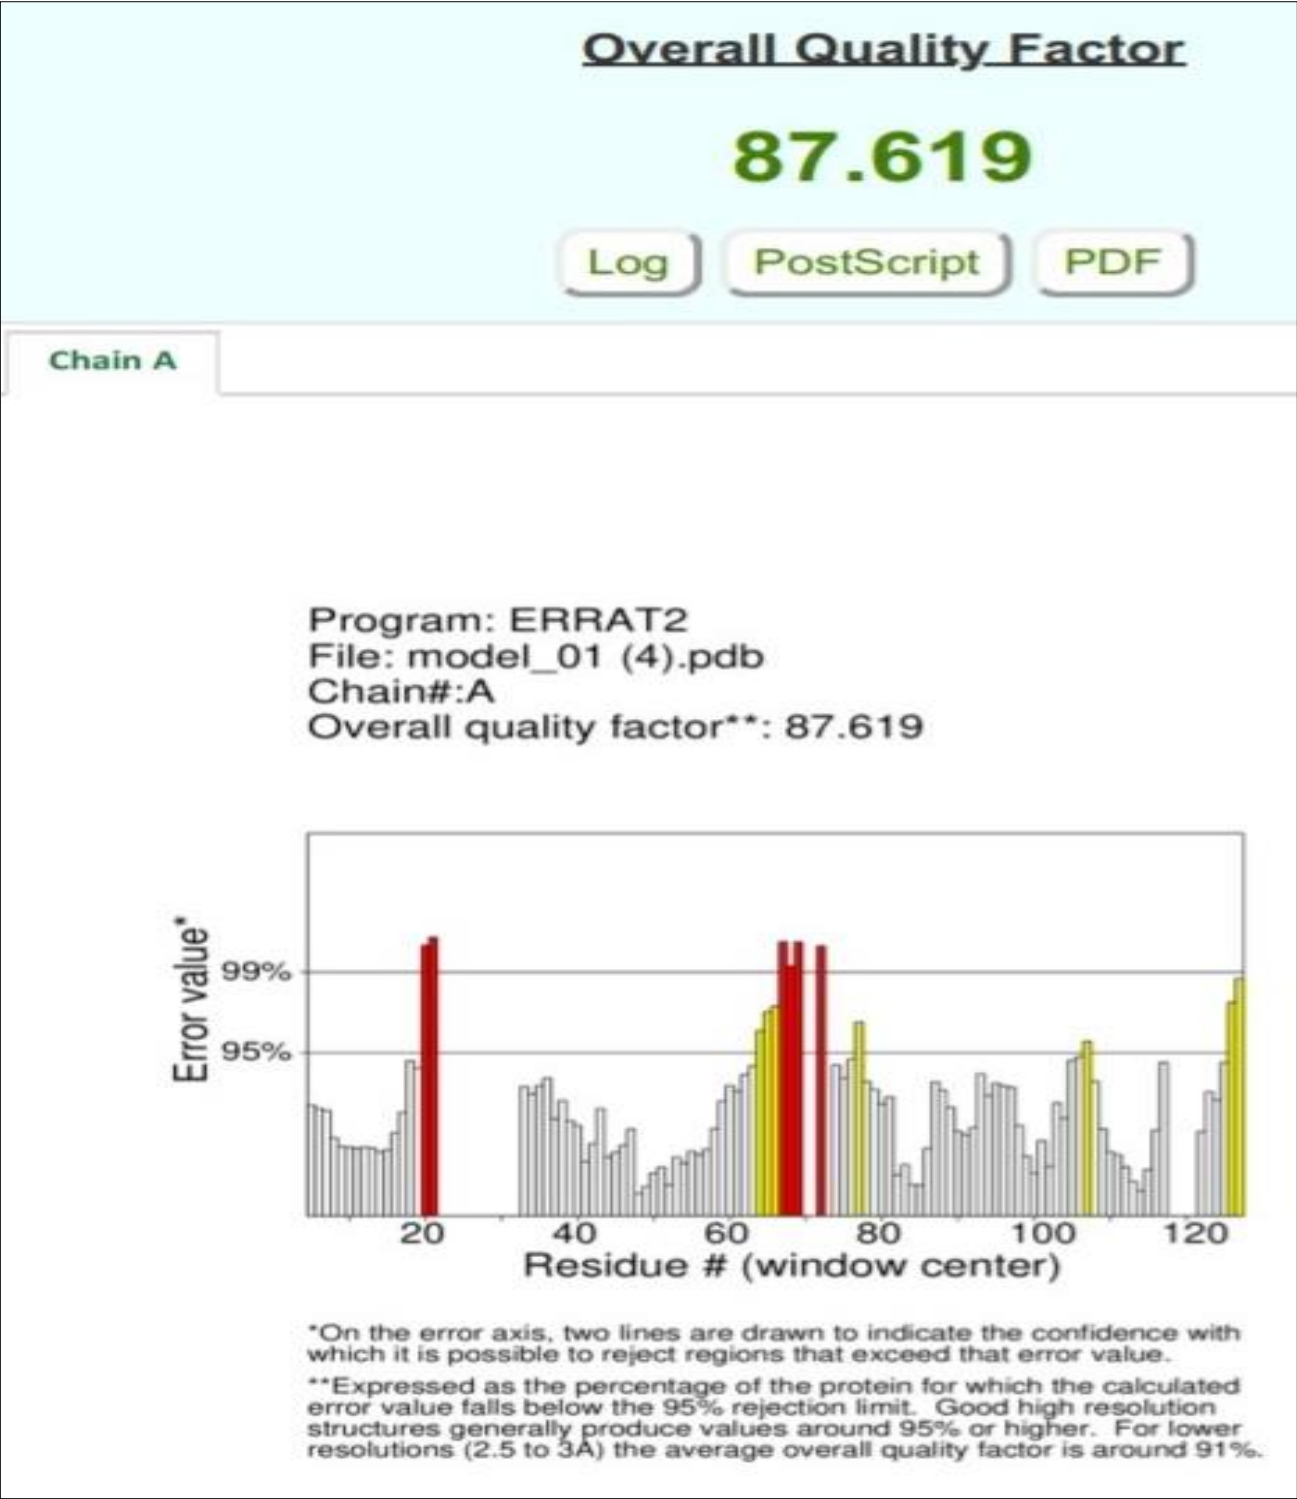 Overall Quality Factor
87.619
Log PostScript PDF
Chain A
Program: ERRAT2
File: model_01 (4).pdb
Chain#:A
Overall quality factor**: 87.619
Error value*
99%
95%
20 40 60 80 100 120
Residue # (window center)
*On the error axis, two lines are drawn to indicate the confidence with
which it is possible to reject regions that exceed that error value.
**Expressed as the percentage of the protein for which the calculated
error value falls below the 95% rejection limit. Good high resolution
structures generally produce values around 95% or higher. For lower
resolutions (2.5 to 3A) the average overall quality factor is around 91%.